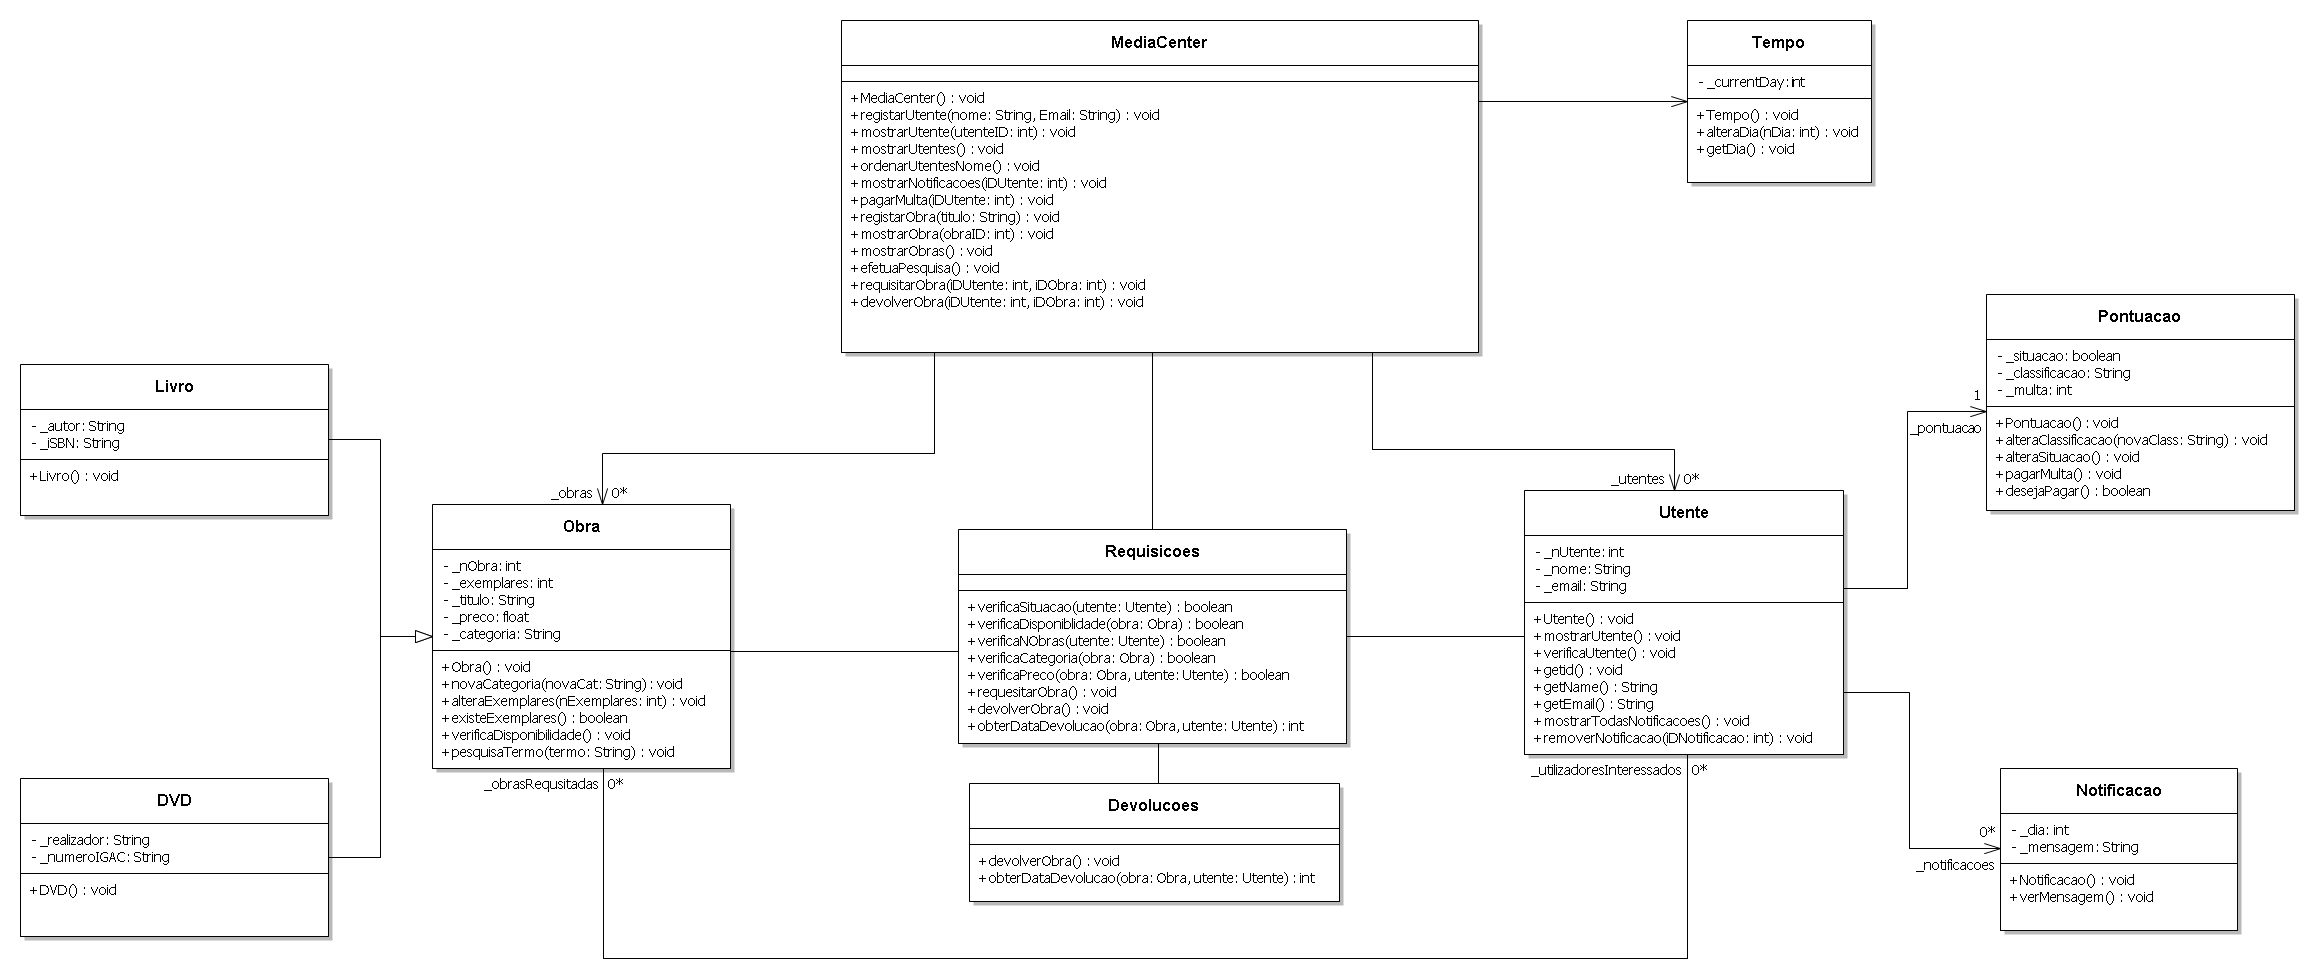 MediaCenter
+MediaCenter() : void
+registarUtente(nome: String, Email: String) : void
+mostrarUtente(utenteID: int) : void
+mostrarUtentes() : void
+ordenarUtentesNome() : void
+mostrarNotificacoes(iDUtente: int) : void
+pagarMulta(iDUtente: int) : void
+registarObra(titulo: String) : void
+mostrarObra(obraID: int) : void
+mostrarObras() : void
+efetuaPesquisa() : void
+requisitarObra(iDUtente: int, iDObra: int) : void
+devolverObra(iDUtente: int, iDObra: int) : void
Tempo
- _currentDay: int
+Tempo() : void
+alteraDia(nDia: int) : void
+getDia() : void
Pontuacao
- _situacao: boolean
- _classificacao: String
- _multa: int
+Pontuacao() : void
+alteraClassificacao(novaClass: String) : void
+alteraSituacao() : void
+pagarMulta() : void
+desejaPagar() : boolean
1
_pontuacao
Livro
- _autor: String
- _iSBN: String
+Livro() : void
_obras 0*
_utentes 0*
Obra
- _nObra: int
- _exemplares: int
- _titulo: String
- _preco: float
- _categoria: String
+Obra() : void
+novaCategoria(novaCat: String) : void
+alteraExemplares(nExemplares: int) : void
+existeExemplares() : boolean
+verificaDisponibilidade() : void
+pesquisaTermo(termo: String) : void
Requisicoes
+verificaSituacao(utente: Utente) : boolean
+verificaDisponiblidade(obra: Obra) : boolean
+verificaNObras(utente: Utente) : boolean
+verificaCategoria(obra: Obra) : boolean
+verificaPreco(obra: Obra, utente: Utente) : boolean
+requesitarObra() : void
+devolverObra() : void
+obterDataDevolucao(obra: Obra, utente: Utente) : int
Utente
- _nUtente: int
- _nome: String
- _email: String
+Utente() : void
+mostrarUtente() : void
+verificaUtente() : void
+getid() : void
+getName() : String
+getEmail() : String
+mostrarTodasNotificacoes() : void
+removerNotificacao(iDNotificacao: int) : void
_obrasRequsitadas 0*
_utilizadoresInteressados 0*
DVD
- _realizador: String
- _numeroIGAC: String
+DVD() : void
Devolucoes
+devolverObra() : void
+obterDataDevolucao(obra: Obra, utente: Utente) : int
Notificacao
- _dia: int
- _mensagem: String
+Notificacao() : void
+verMensagem() : void
0*
_notificacoes